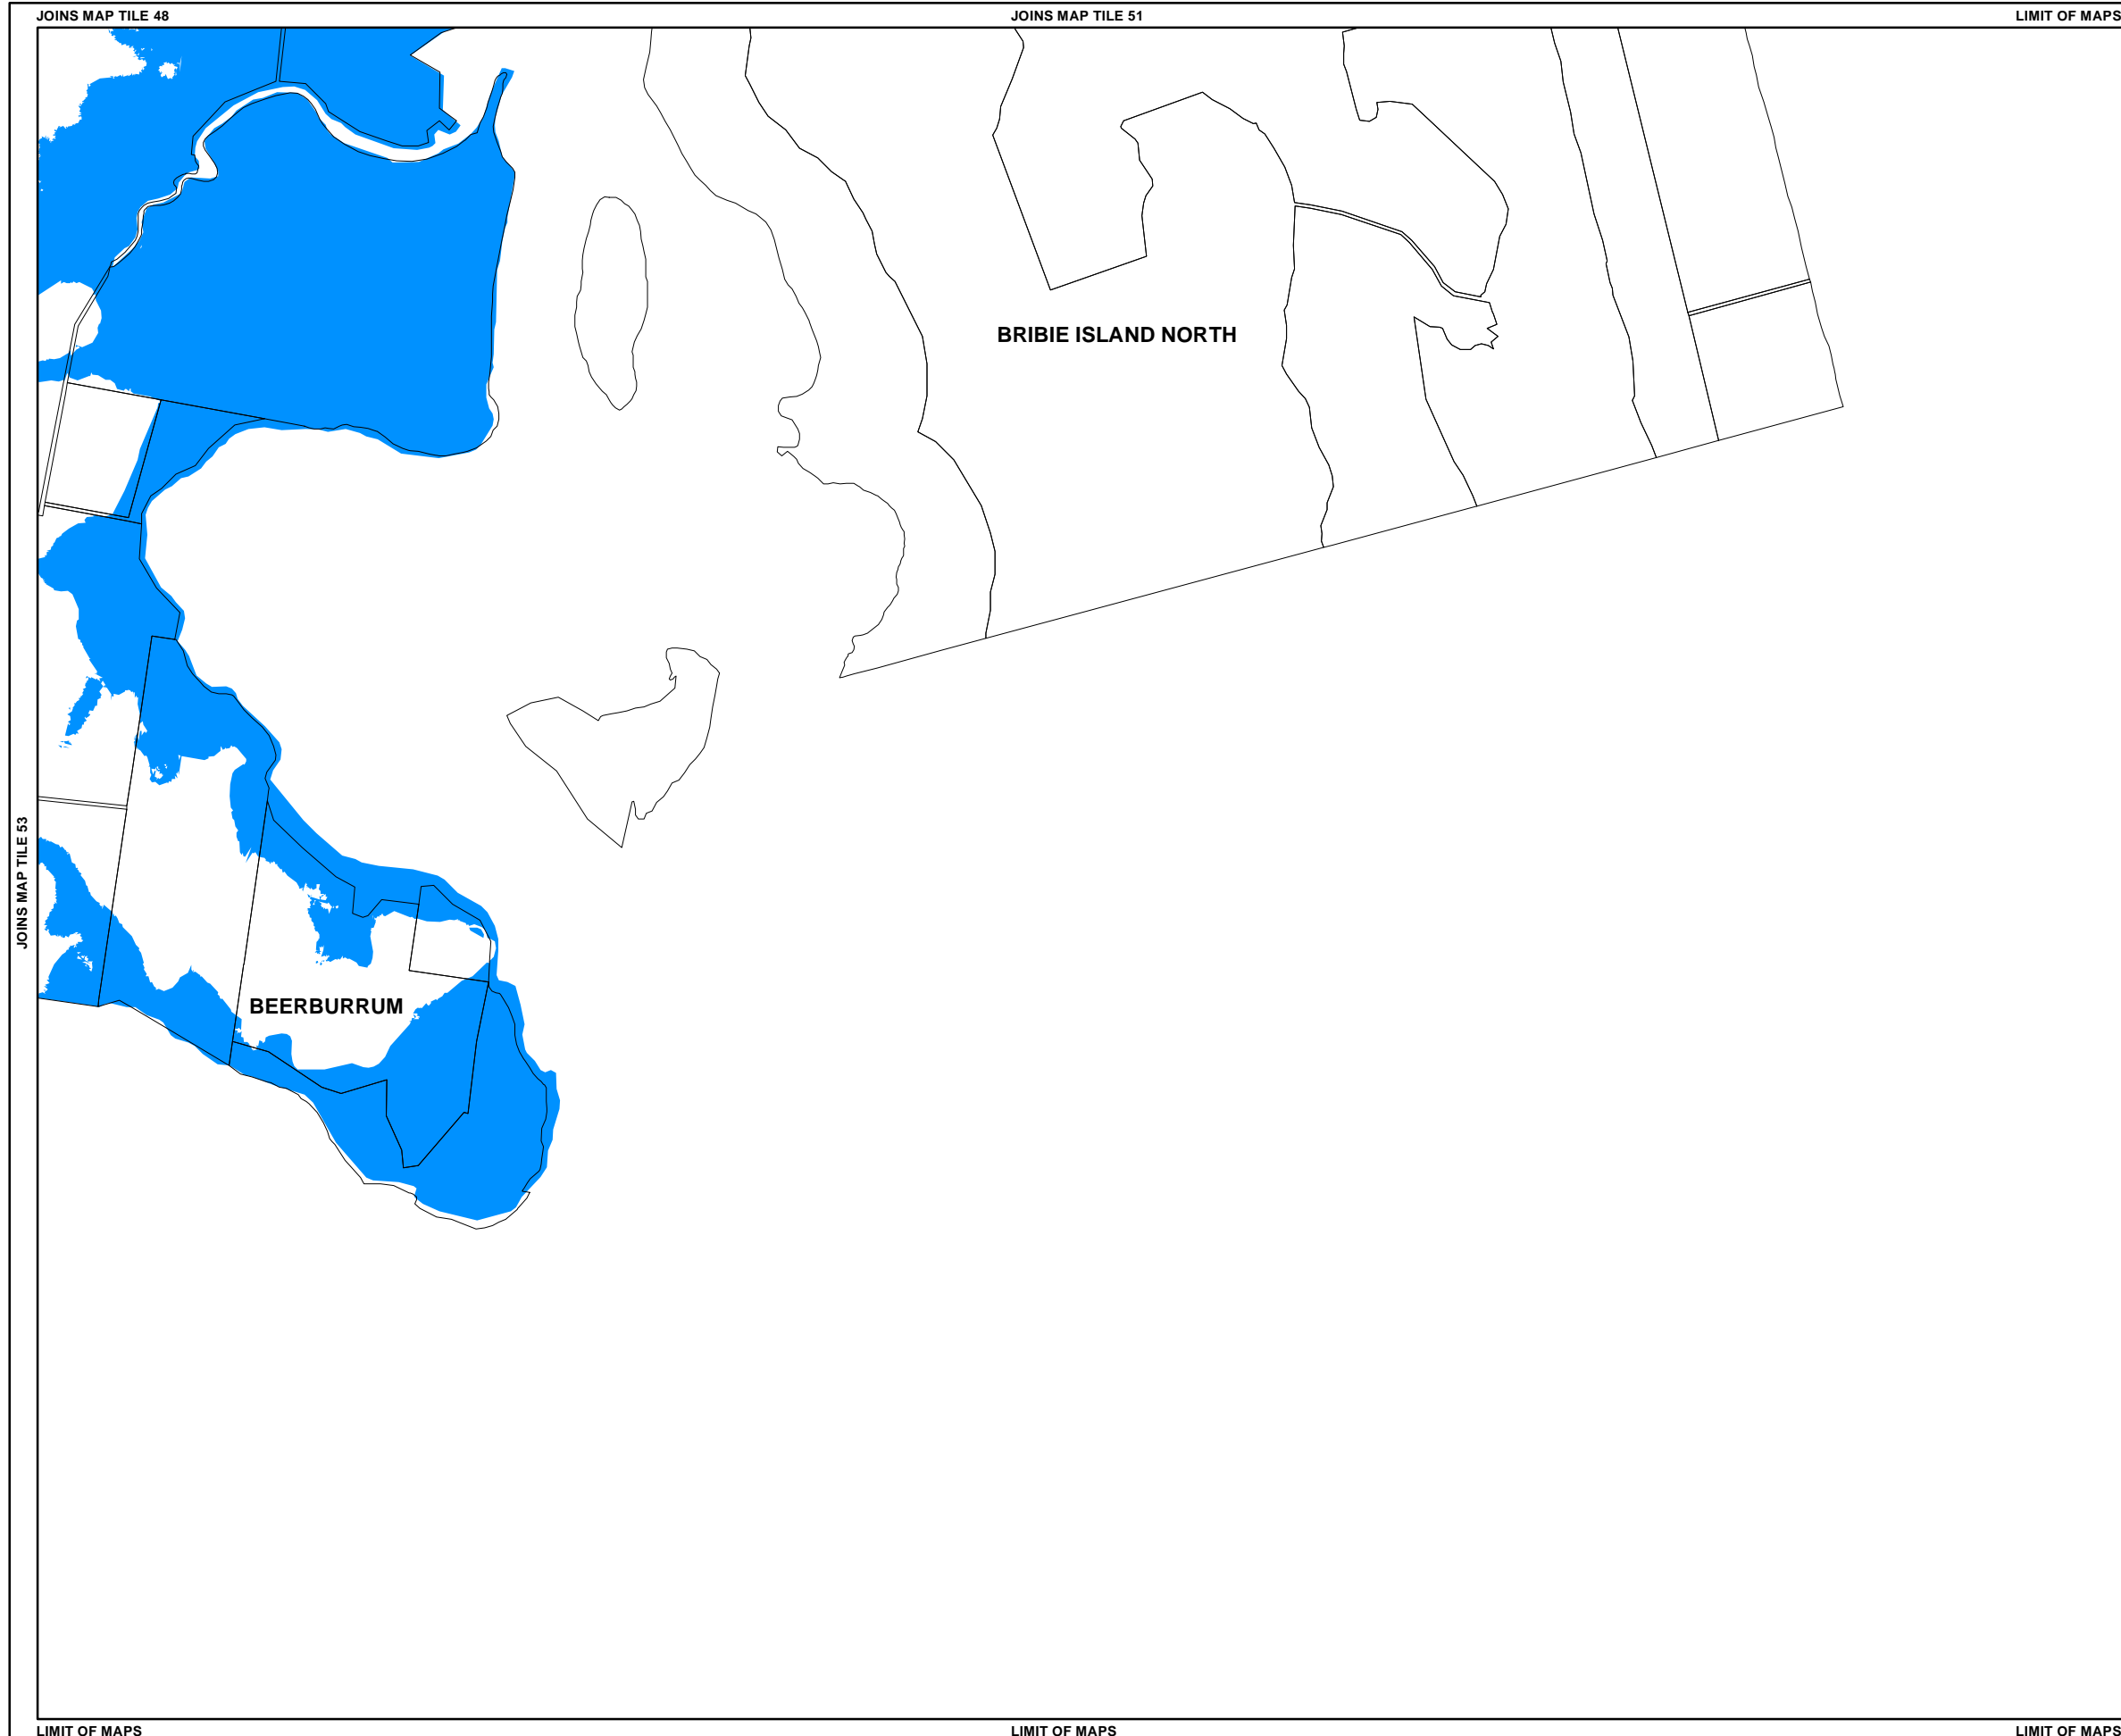 JOINS MAP TILE 48
JOINS MAP TILE 51
LIMIT OF MAPS
BRIBIE ISLAND NORTH
JOINS MAP TILE 53
BEERBURRUM
LIMIT OF MAPS
LIMIT OF MAPS
LIMIT OF MAPS